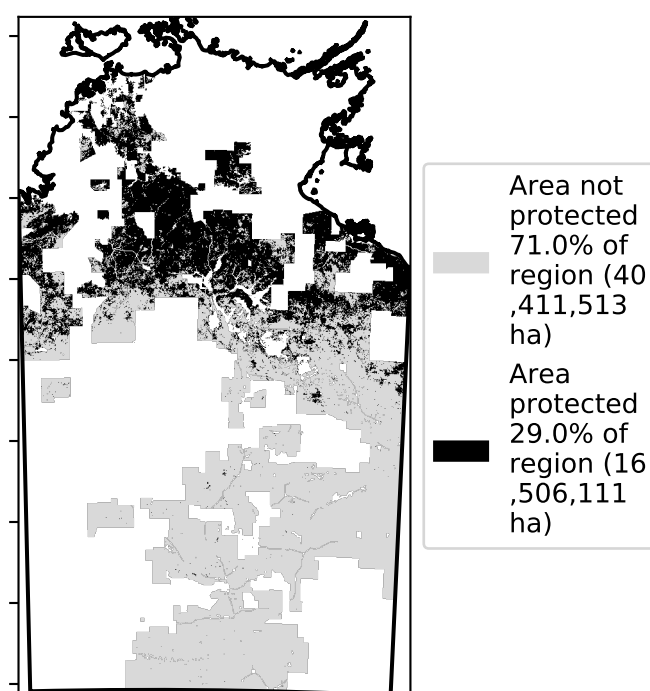 Area not
protected
71.0% of
region (40
,411,513
ha)
Area
protected
29.0% of
region (16
,506,111
ha)